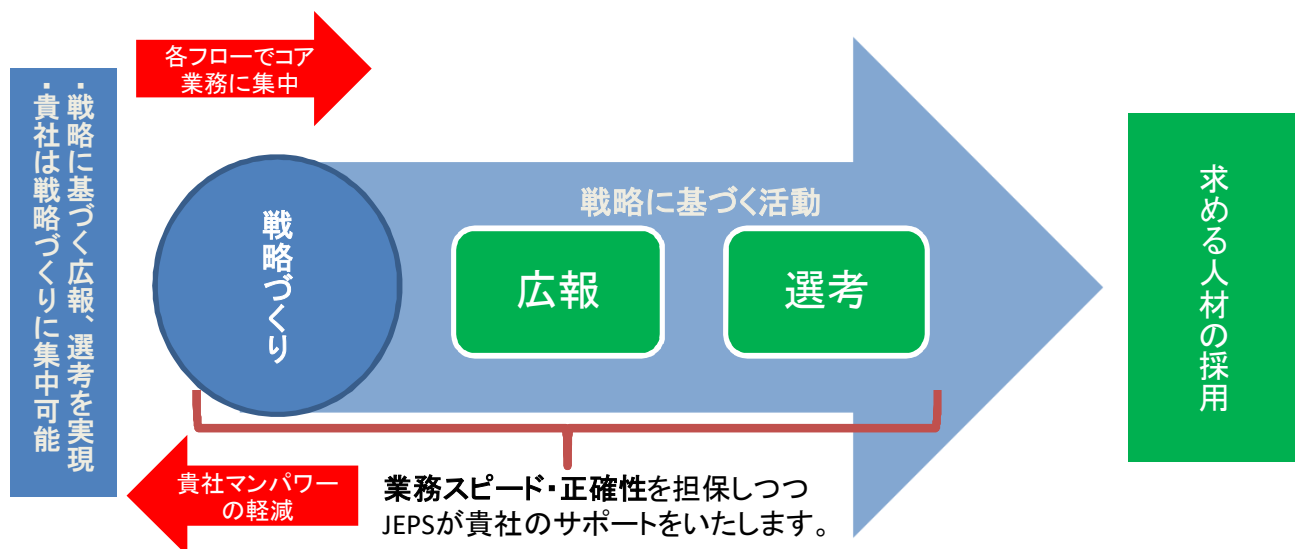 ・戦略に基づく広報、選考を実現
・貴社は戦略づくりに集中可能
各フローでコア
業務に集中
戦略づくり
戦略に基づく活動
広報
選考
求める人材の採用
貴社マンパワー
の軽減
業務スピード・正確性を担保しつつ
JEPSが貴社のサポートをいたします。